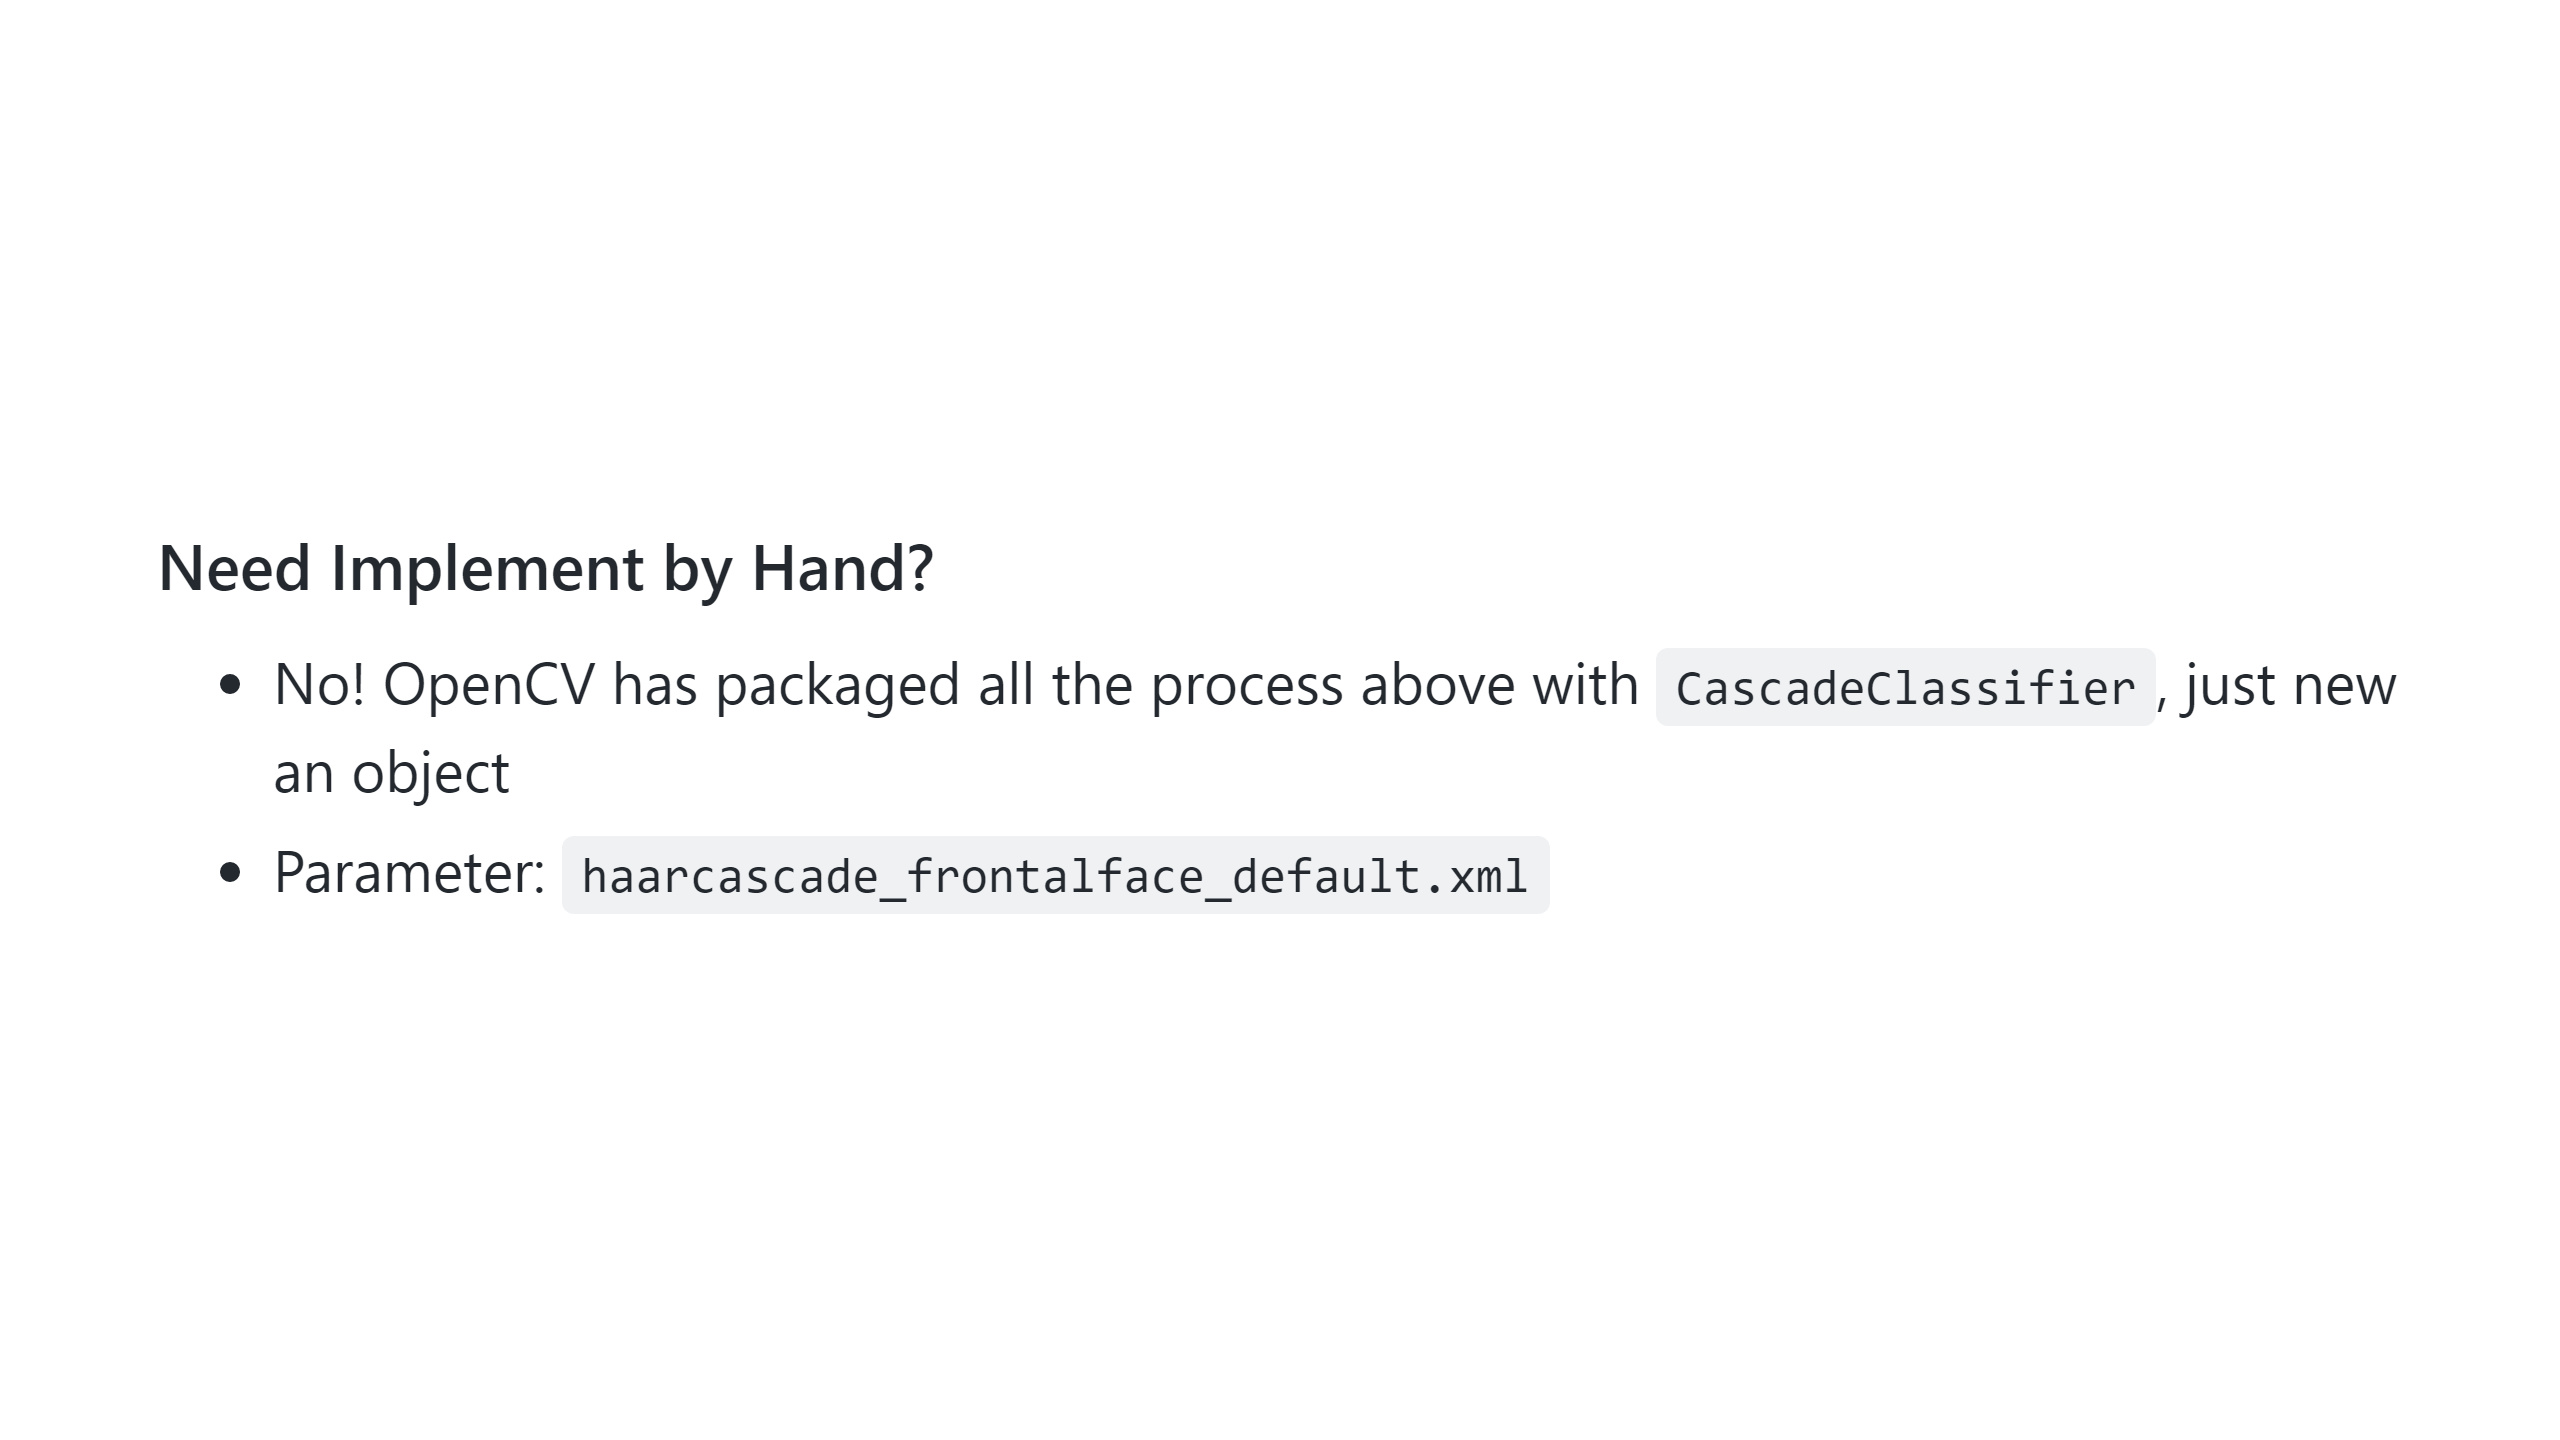 Need Implement by Hand?
No! OpenCV has packaged all the process above with CascadeClassifier, just new
an object
Parameter: haarcascade_frontalface_default.xml